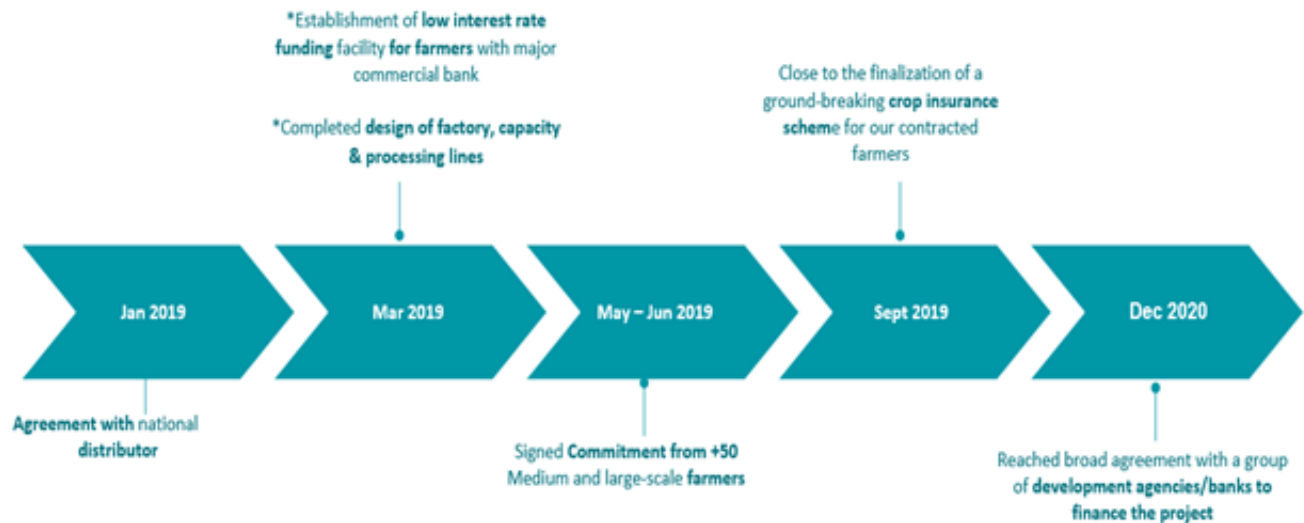 *Establishment of low interest rate
funding facility for farmers with major
commercial bank
*Completed design of factory, capacity
& processing lines
Close to the finalization of a
ground-breaking crop insurance
scheme for our contracted
farmers
Jan 2019
Mar 2019
May – Jun 2019
Sept 2019
Dec 2020
Agreement with national
distributor
Signed Commitment from +50
Medium and large-scale farmers
Reached broad agreement with a group
of development agencies/banks to
finance the project